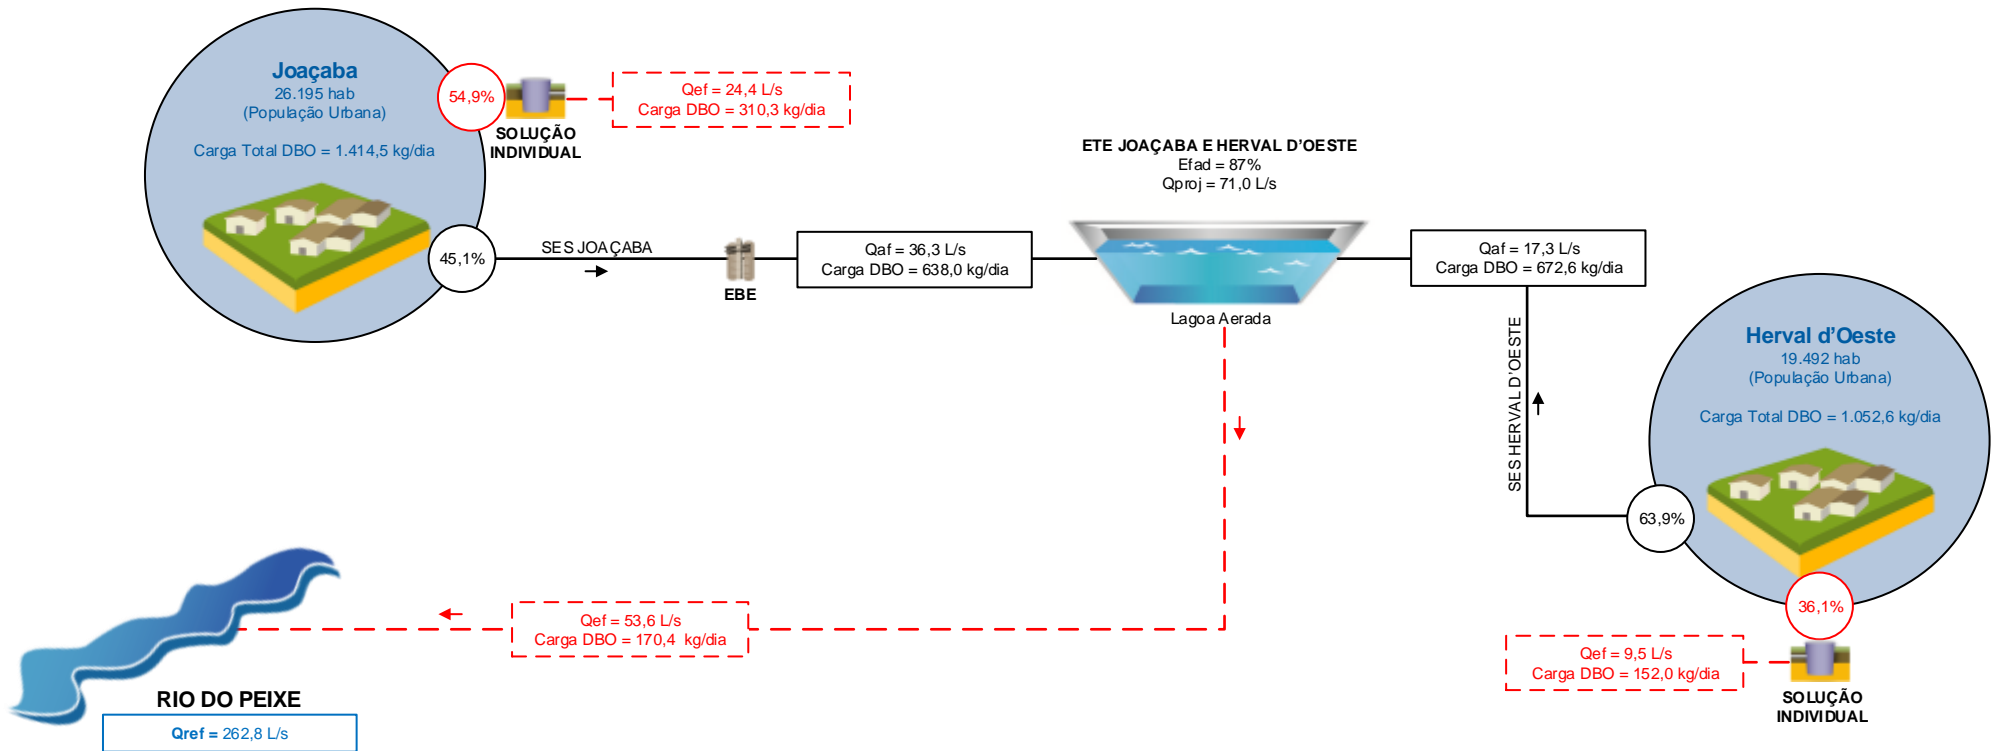 Joaçaba
26.195 hab
(População Urbana)
Carga Total DBO = 1.414,5 kg/dia
54,9%
SOLUÇÃO
INDIVIDUAL
Qef = 24,4 L/s
Carga DBO = 310,3 kg/dia
45,1%
SES JOAÇABA
EBE
Qaf = 36,3 L/s
Carga DBO = 638,0 kg/dia
ETE JOAÇABA E HERVAL D'OESTE
Efad = 87%
Qproj = 71,0 L/s
Lagoa Aerada
Qaf = 17,3 L/s
Carga DBO = 672,6 kg/dia
SES HERVAL D'OESTE
Herval d'Oeste
19.492 hab
(População Urbana)
Carga Total DBO = 1.052,6 kg/dia
63,9%
36,1%
SOLUÇÃO
INDIVIDUAL
Qef = 9,5 L/s
Carga DBO = 152,0 kg/dia
Qef = 53,6 L/s
Carga DBO = 170,4 kg/dia
RIO DO PEIXE
Qref = 262,8 L/s